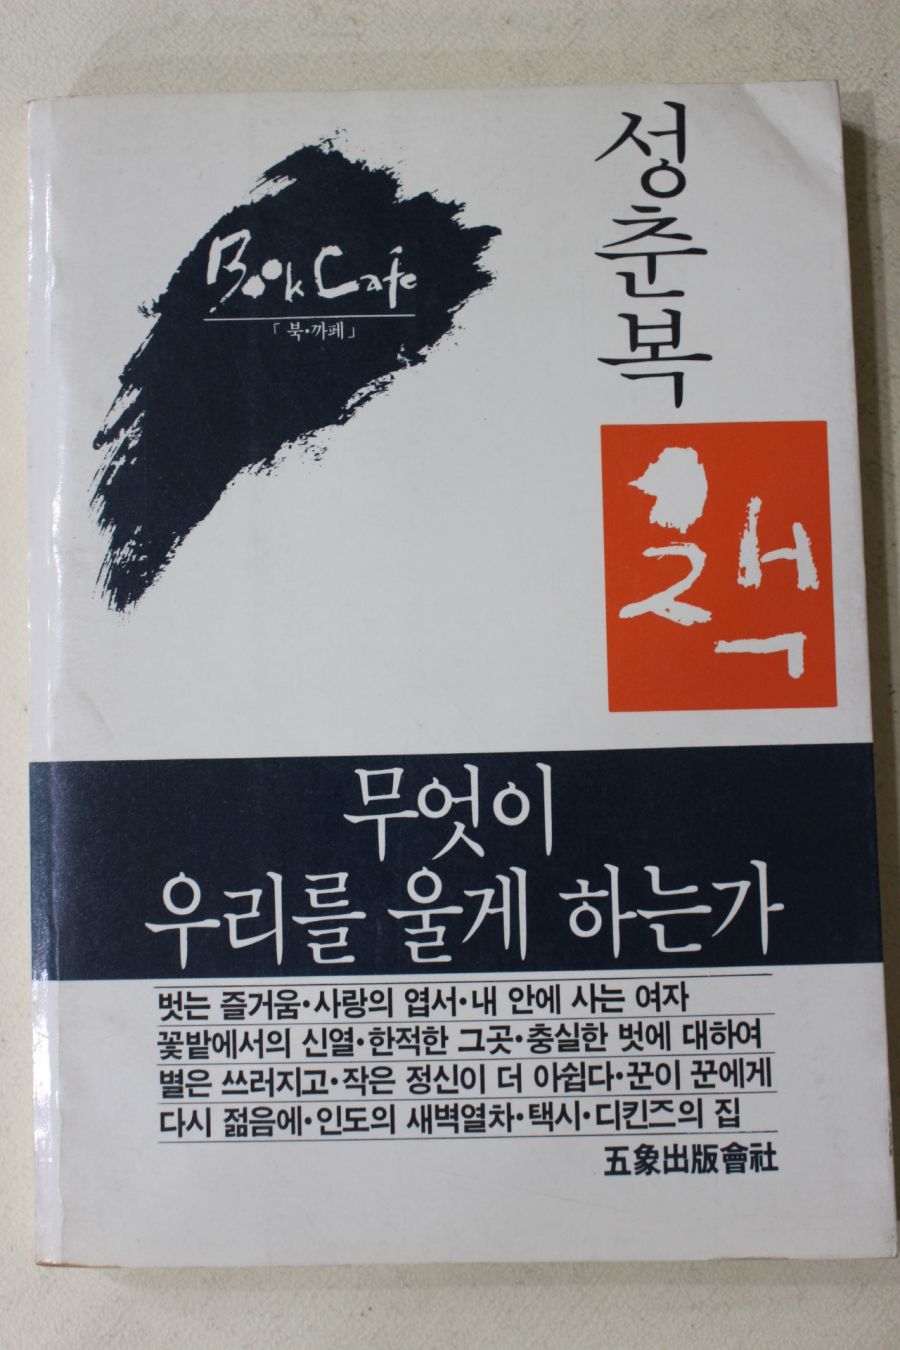 성춘복
책
Book Cafe
「북·까페」
무엇이
우리를 울게 하는가
벗는 즐거움·사랑의 엽서·내 안에 사는 여자
꽃밭에서의 신열·한적한 그곳·충실한 벗에 대하여
별은 쓰러지고·작은 정신이 더 아쉽다·꾼이 꾼에게
다시 젊음에·인도의 새벽열차·택시·디킨즈의 집
五象出版會社